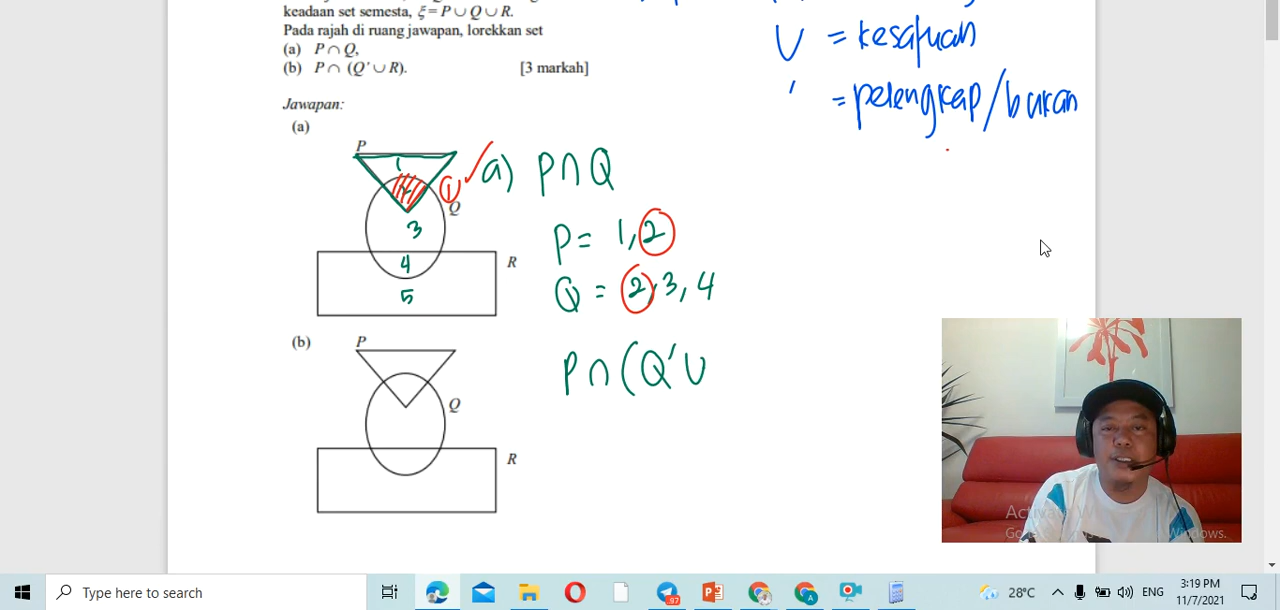 keadaan set semesta, ξ = P ∪ Q ∪ R.
Pada rajah di ruang jawapan, lorekkan set
(a) P ∩ Q,
(b) P ∩ (Q' ∪ R). [3 markah]
∪ = kesatuan
' = pelengkap/bukan
Jawapan:
(a)
P
1
2
3
4
5
Q
R
1
a) P ∩ Q
P = 1, 2
Q = 2, 3, 4
(b)
P
Q
R
P ∩ (Q' ∪
Type here to search
97
28°C
ENG
3:19 PM
11/7/2021